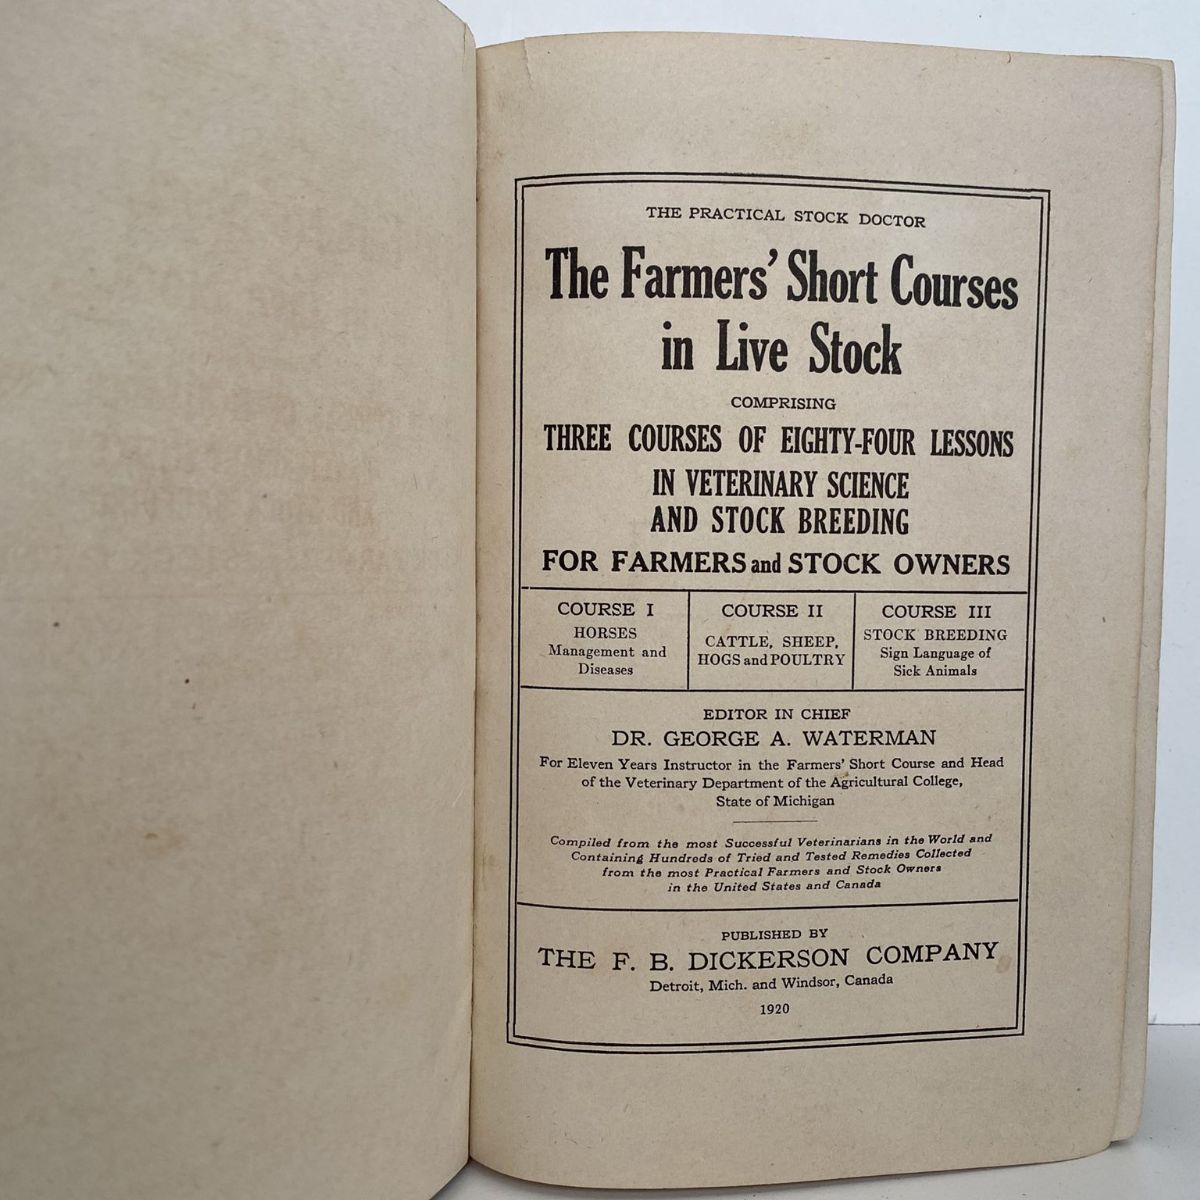 THE PRACTICAL STOCK DOCTOR
The Farmers' Short Courses
in Live Stock
COMPRISING
THREE COURSES OF EIGHTY-FOUR LESSONS
IN VETERINARY SCIENCE
AND STOCK BREEDING
FOR FARMERS and STOCK OWNERS
COURSE I
HORSES
Management and
Diseases
COURSE II
CATTLE, SHEEP,
HOGS and POULTRY
COURSE III
STOCK BREEDING
Sign Language of
Sick Animals
EDITOR IN CHIEF
DR. GEORGE A. WATERMAN
For Eleven Years Instructor in the Farmers' Short Course and Head
of the Veterinary Department of the Agricultural College,
State of Michigan
Compiled from the most Successful Veterinarians in the World and
Containing Hundreds of Tried and Tested Remedies Collected
from the most Practical Farmers and Stock Owners
in the United States and Canada
PUBLISHED BY
THE F. B. DICKERSON COMPANY
Detroit, Mich. and Windsor, Canada
1920